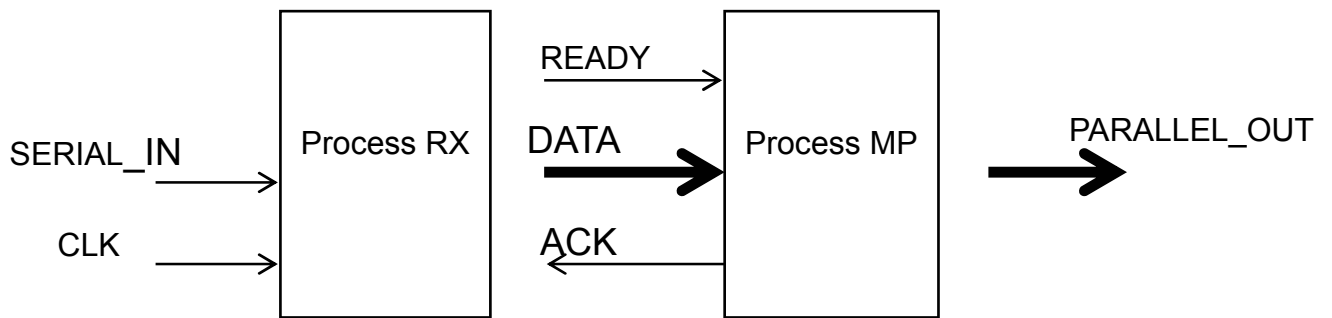 SERIAL_IN
CLK
Process RX
READY
DATA
ACK
Process MP
PARALLEL_OUT